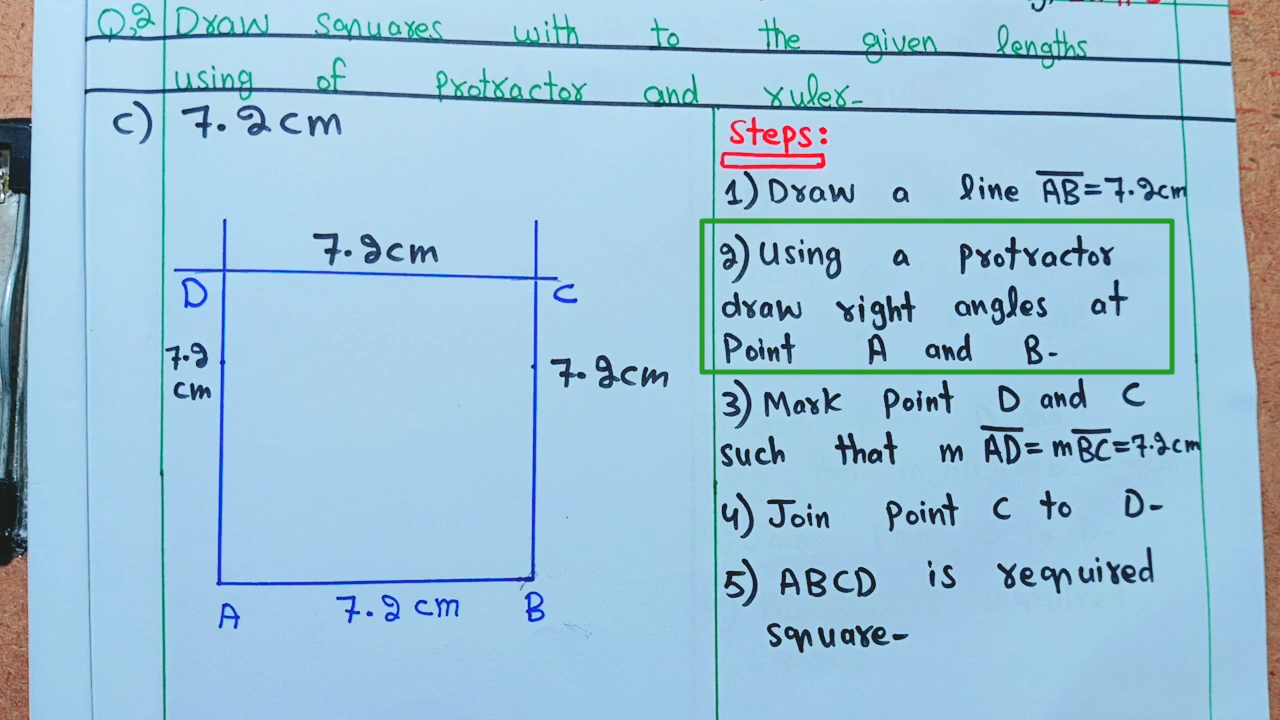 Q.2 Draw squares with to the given lengths
using of protractor and ruler-
c) 7.2cm
7.2cm
D
C
7.2
cm
7.2cm
A
7.2 cm
B
Steps:
1) Draw a line AB=7.2cm
2) Using a protractor
draw right angles at
Point A and B-
3) Mark point D and C
such that m AD=mBC=7.2cm
4) Join point C to D-
5) ABCD is required
square-